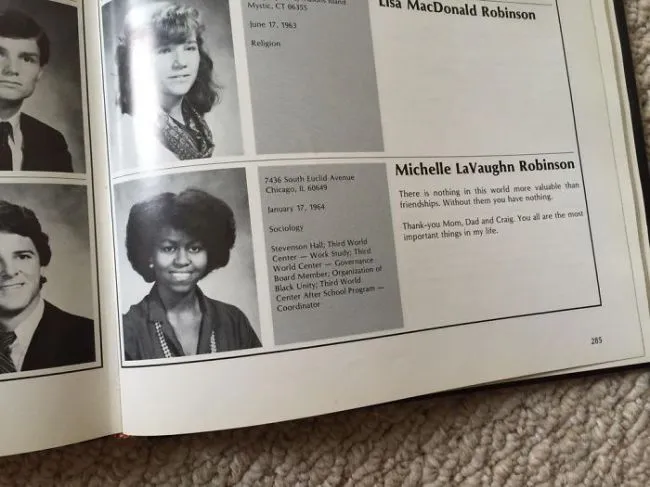 Mystic, CT 06355
June 17, 1963
Religion
Lisa MacDonald Robinson
7436 South Euclid Avenue
Chicago, IL 60649
January 17, 1964
Sociology
Stevenson Hall; Third World
Center — Work Study; Third
World Center — Governance
Board Member; Organization of
Black Unity; Third World
Center After School Program —
Coordinator
Michelle LaVaughn Robinson
There is nothing in this world more valuable than
friendships. Without them you have nothing.
Thank-you Mom, Dad and Craig. You all are the most
important things in my life.
285